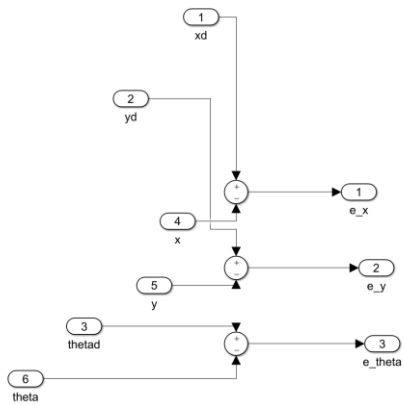 1
xd
2
yd
+
−
1
e_x
4
x
+
−
2
e_y
5
y
3
thetad
+
−
3
e_theta
6
theta